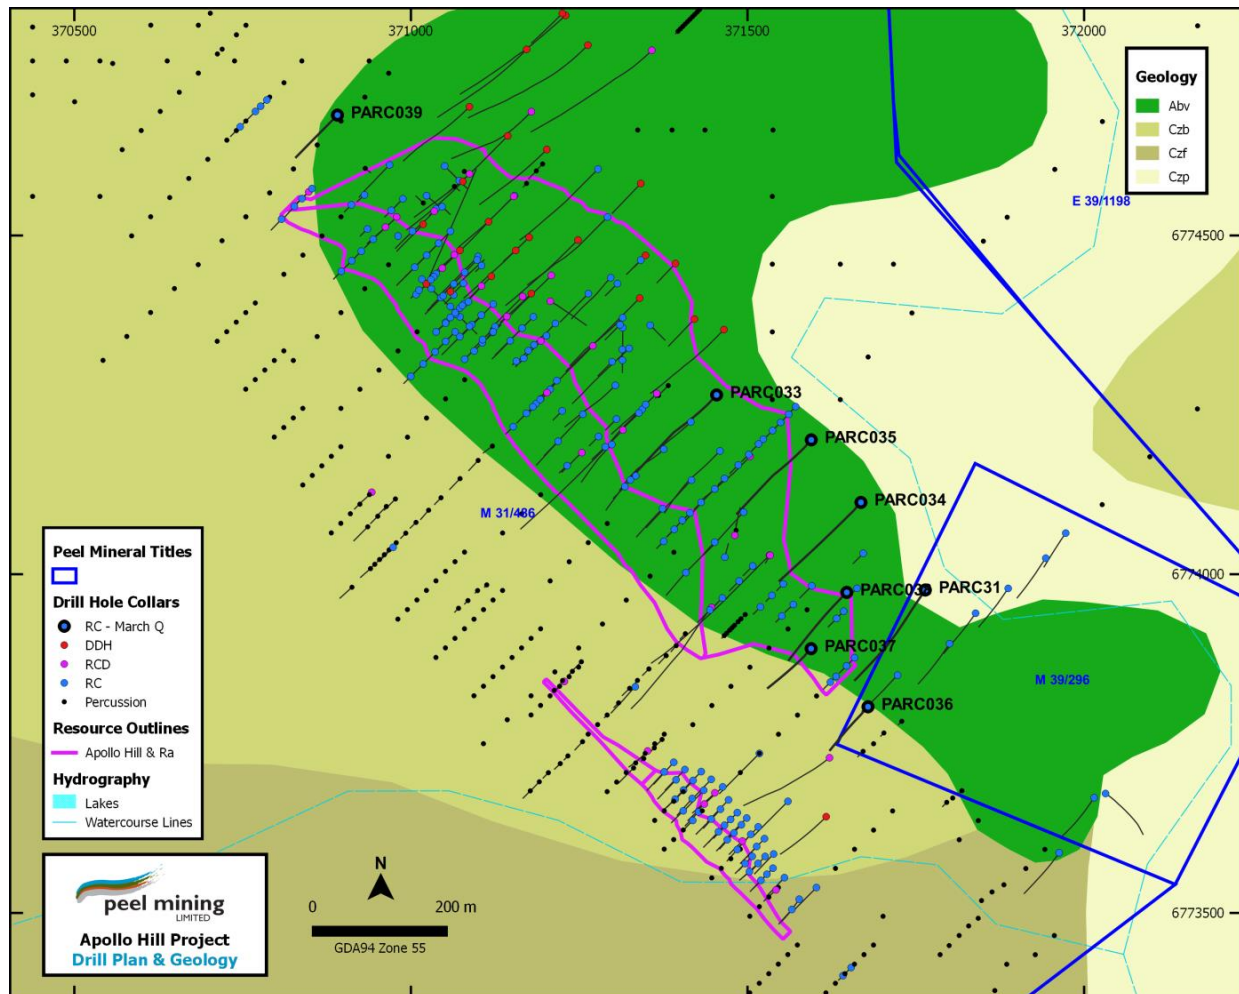 370500
371000
371500
372000
Geology
Abv
Czb
Czf
Czp
PARC039
E 39/1198
6774500
PARC033
PARC035
PARC034
M 31/486
6774000
PARC31
PARC037
M 39/296
PARC036
Peel Mineral Titles
Drill Hole Collars
RC - March Q
DDH
RCD
RC
Percussion
Resource Outlines
Apollo Hill & Ra
Hydrography
Lakes
Watercourse Lines
6773500
peel mining
LIMITED
Apollo Hill Project
Drill Plan & Geology
N
0 200 m
GDA94 Zone 55